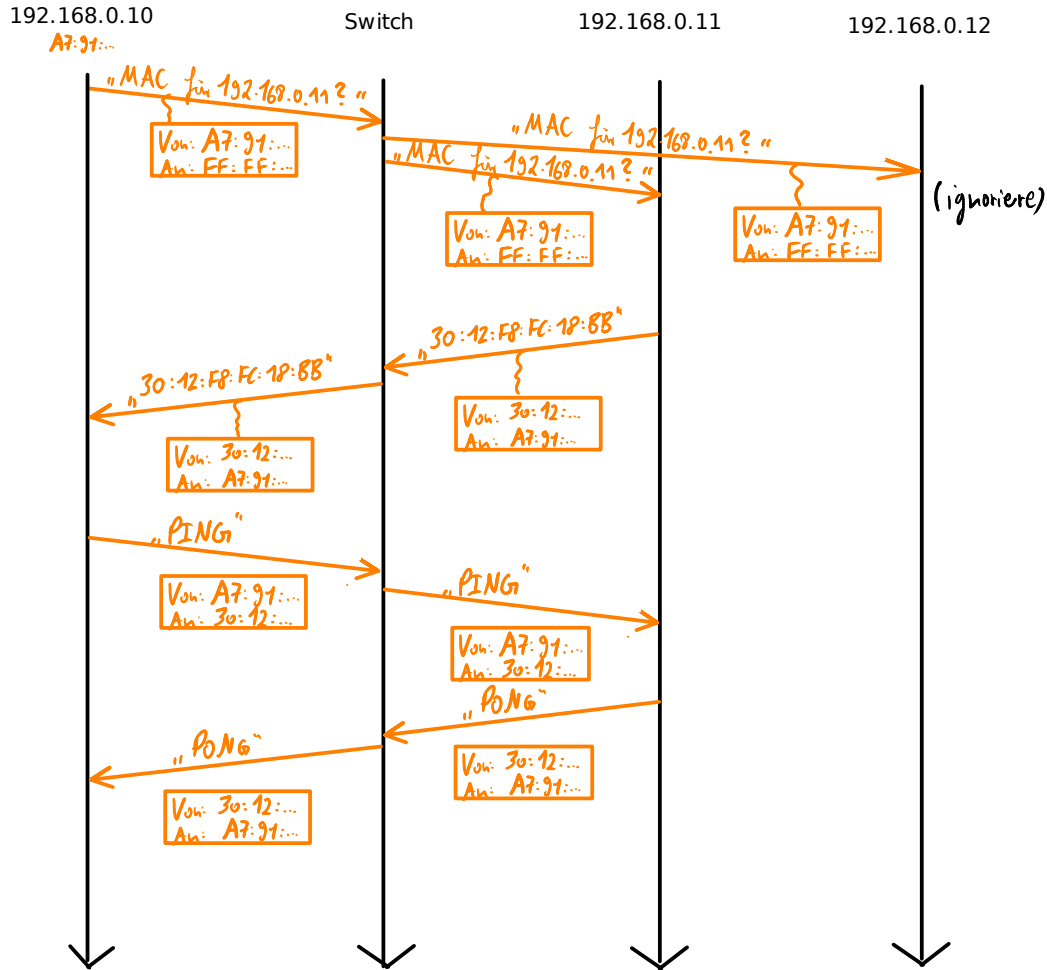 192.168.0.10
Switch
192.168.0.11
192.168.0.12
A7:91:...
„MAC für 192.168.0.11?“
Von: A7:91:...
An: FF:FF:...
„MAC für 192.168.0.11?“
„MAC für 192.168.0.11?“
(ignoriere)
Von: A7:91:...
An: FF:FF:...
Von: A7:91:...
An: FF:FF:...
„30:12:F8:FC:18:BB“
„30:12:F8:FC:18:BB“
Von: 30:12:...
An: A7:91:...
Von: 30:12:...
An: A7:91:...
„PING“
„PING“
Von: A7:91:...
An: 30:12:...
Von: A7:91:...
An: 30:12:...
„PONG“
„PONG“
Von: 30:12:...
An: A7:91:...
Von: 30:12:...
An: A7:91:...